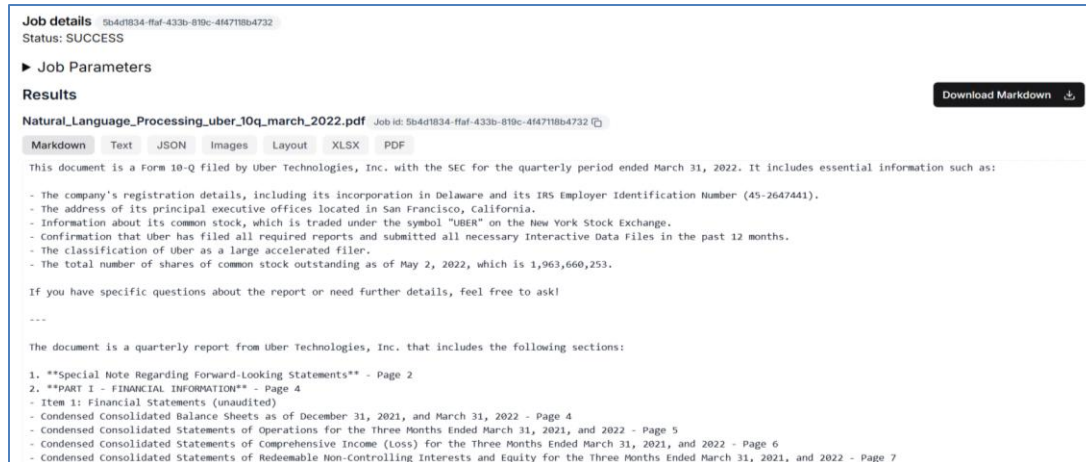 Job details 5b4d1834-ffaf-433b-819c-4f47118b4732
Status: SUCCESS
▶ Job Parameters
Results
Download Markdown
Natural_Language_Processing_uber_10q_march_2022.pdf Job id: 5b4d1834-ffaf-433b-819c-4f47118b4732
Markdown Text JSON Images Layout XLSX PDF
This document is a Form 10-Q filed by Uber Technologies, Inc. with the SEC for the quarterly period ended March 31, 2022. It includes essential information such as:
- The company's registration details, including its incorporation in Delaware and its IRS Employer Identification Number (45-2647441).
- The address of its principal executive offices located in San Francisco, California.
- Information about its common stock, which is traded under the symbol "UBER" on the New York Stock Exchange.
- Confirmation that Uber has filed all required reports and submitted all necessary Interactive Data Files in the past 12 months.
- The classification of Uber as a large accelerated filer.
- The total number of shares of common stock outstanding as of May 2, 2022, which is 1,963,660,253.
If you have specific questions about the report or need further details, feel free to ask!
---
The document is a quarterly report from Uber Technologies, Inc. that includes the following sections:
1. **Special Note Regarding Forward-Looking Statements** - Page 2
2. **PART I - FINANCIAL INFORMATION** - Page 4
- Item 1: Financial Statements (unaudited)
- Condensed Consolidated Balance Sheets as of December 31, 2021, and March 31, 2022 - Page 4
- Condensed Consolidated Statements of Operations for the Three Months Ended March 31, 2021, and 2022 - Page 5
- Condensed Consolidated Statements of Comprehensive Income (Loss) for the Three Months Ended March 31, 2021, and 2022 - Page 6
- Condensed Consolidated Statements of Redeemable Non-Controlling Interests and Equity for the Three Months Ended March 31, 2021, and 2022 - Page 7